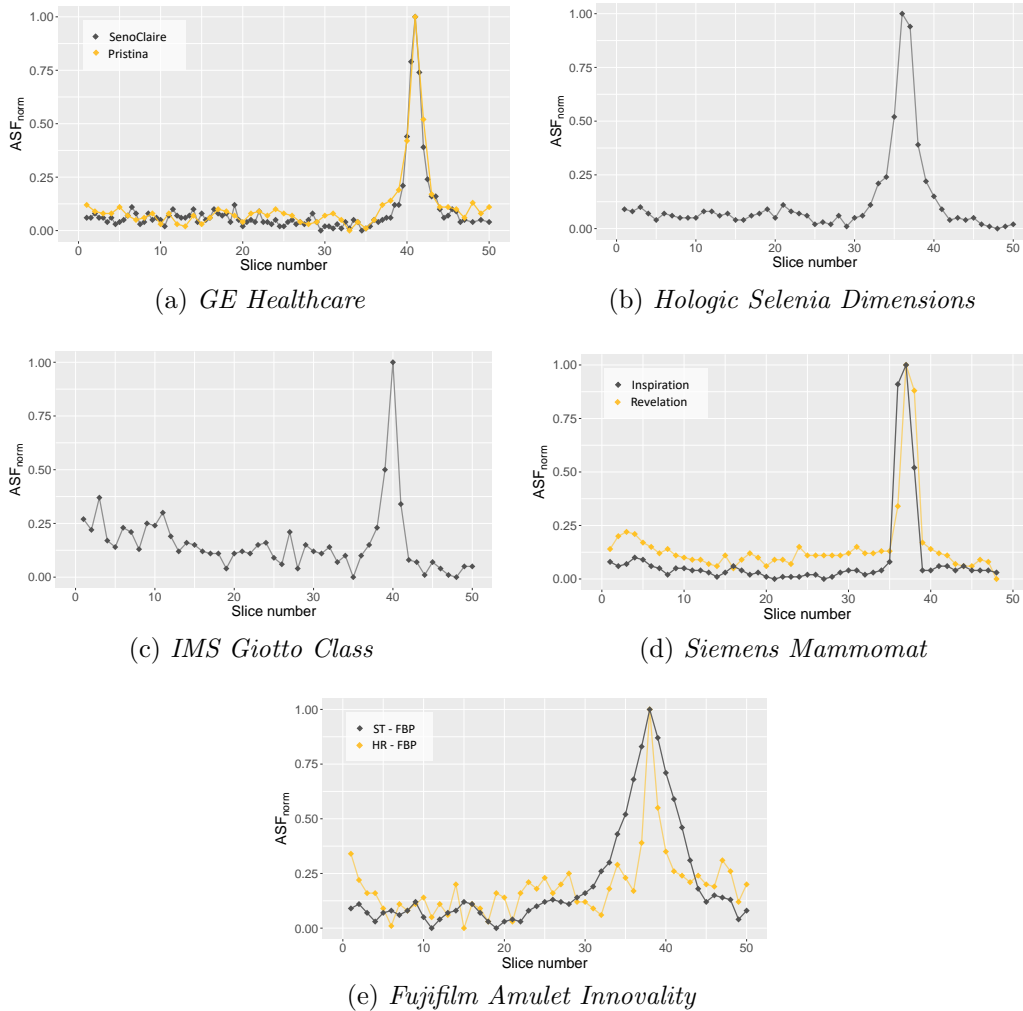 1.00
0.75
0.50
0.25
0.00
ASFnorm
SenoClaire
Pristina
0 10 20 30 40 50
Slice number
(a) GE Healthcare
1.00
0.75
0.50
0.25
0.00
ASFnorm
0 10 20 30 40 50
Slice number
(b) Hologic Selenia Dimensions
1.00
0.75
0.50
0.25
0.00
ASFnorm
0 10 20 30 40 50
Slice number
(c) IMS Giotto Class
1.00
0.75
0.50
0.25
0.00
ASFnorm
Inspiration
Revelation
0 10 20 30 40 50
Slice number
(d) Siemens Mammomat
1.00
0.75
0.50
0.25
0.00
ASFnorm
ST - FBP
HR - FBP
0 10 20 30 40 50
Slice number
(e) Fujifilm Amulet Innovality